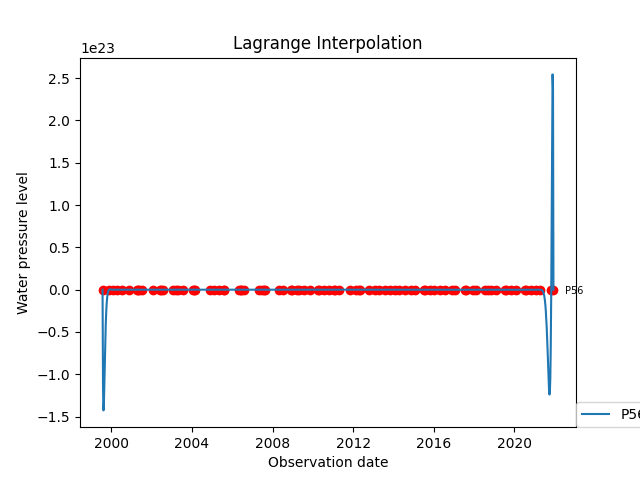 Lagrange Interpolation
1e23
2.5
2.0
1.5
1.0
0.5
0.0
−0.5
−1.0
−1.5
Water pressure level
P56
P56
2000 2004 2008 2012 2016 2020
Observation date